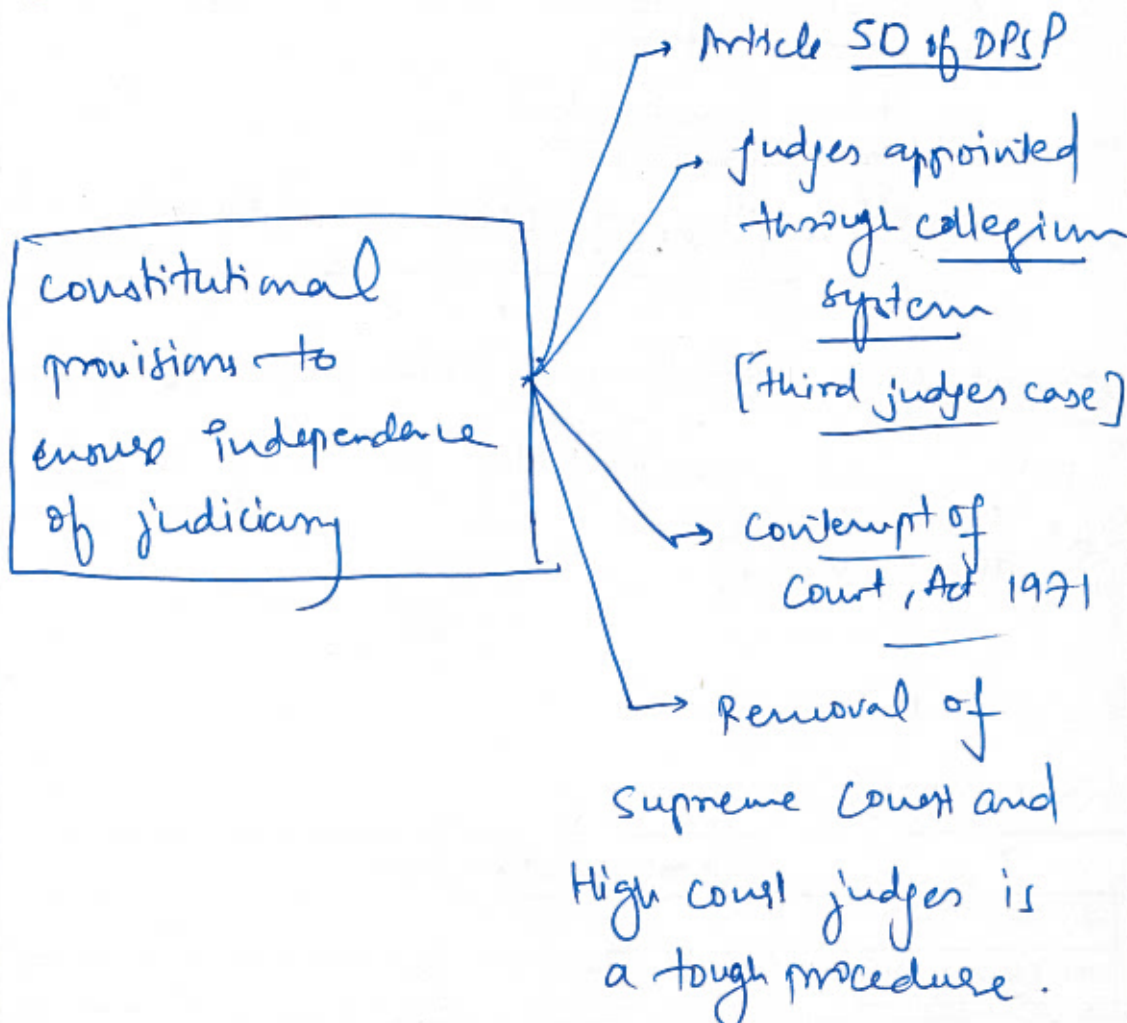 constitutional
provisions to
ensure independence
of judiciary
Article 50 of DPSP
judges appointed
through collegium
system
[third judges case]
Contempt of
Court, Act 1971
Removal of
supreme Court and
High court judges is
a tough procedure.